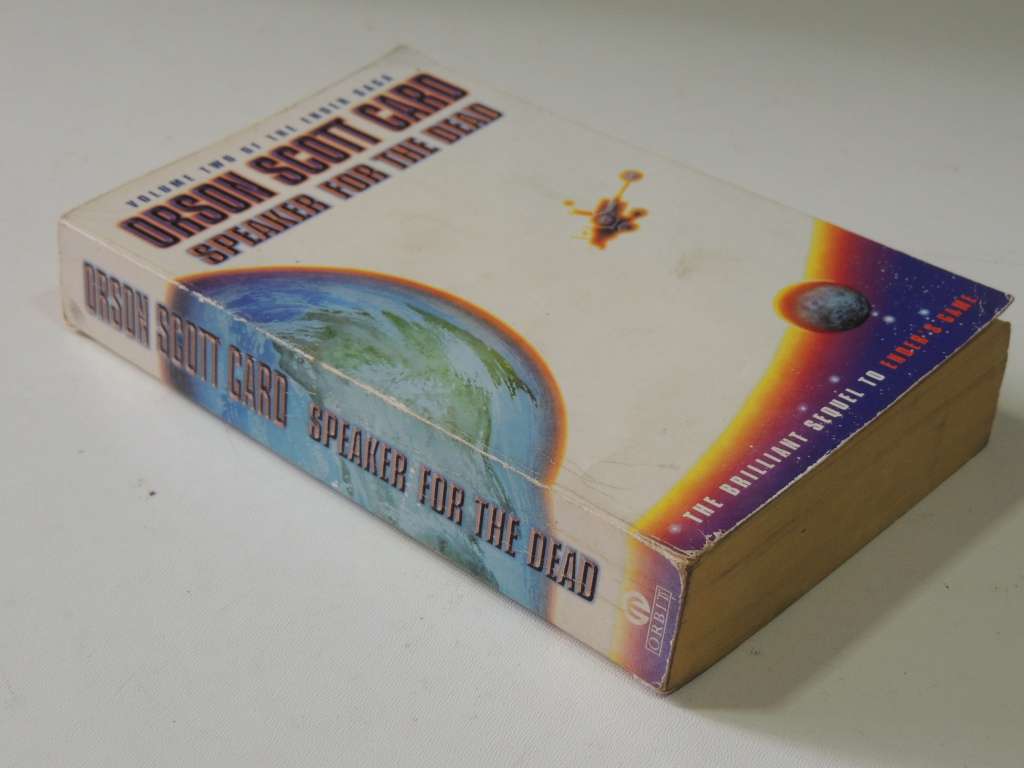 VOLUME TWO OF THE ENDER SAGA
ORSON SCOTT CARD
SPEAKER FOR THE DEAD
THE BRILLIANT SEQUEL TO ENDER'S GAME
ORSON SCOTT CARD SPEAKER FOR THE DEAD
ORBIT